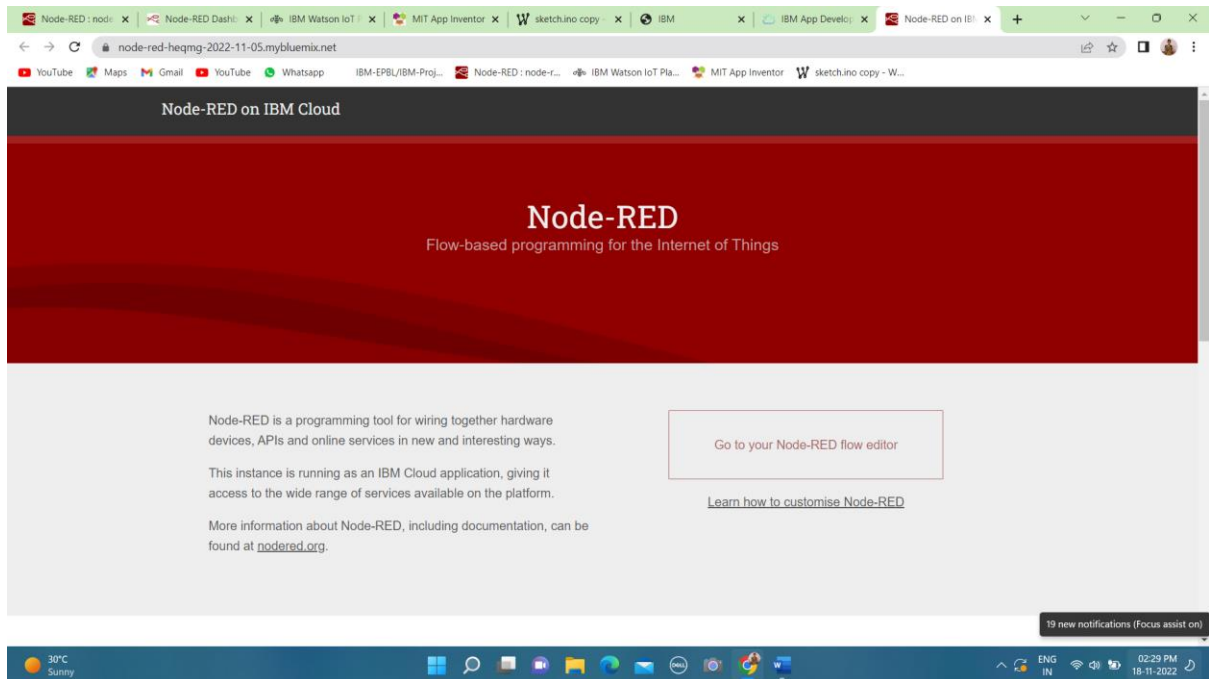 Node-RED : node
Node-RED Dashb
IBM Watson IoT P
MIT App Inventor
sketch.ino copy -
IBM
IBM App Develop
Node-RED on IB
node-red-heqmg-2022-11-05.mybluemix.net
YouTube
Maps
Gmail
YouTube
Whatsapp
IBM-EPBL/IBM-Proj...
Node-RED : node-r...
IBM Watson IoT Pla...
MIT App Inventor
sketch.ino copy - W...
Node-RED on IBM Cloud
Node-RED
Flow-based programming for the Internet of Things
Node-RED is a programming tool for wiring together hardware
devices, APIs and online services in new and interesting ways.
This instance is running as an IBM Cloud application, giving it
access to the wide range of services available on the platform.
More information about Node-RED, including documentation, can be
found at nodered.org.
Go to your Node-RED flow editor
Learn how to customise Node-RED
19 new notifications (Focus assist on)
30°C
Sunny
ENG
IN
02:29 PM
18-11-2022